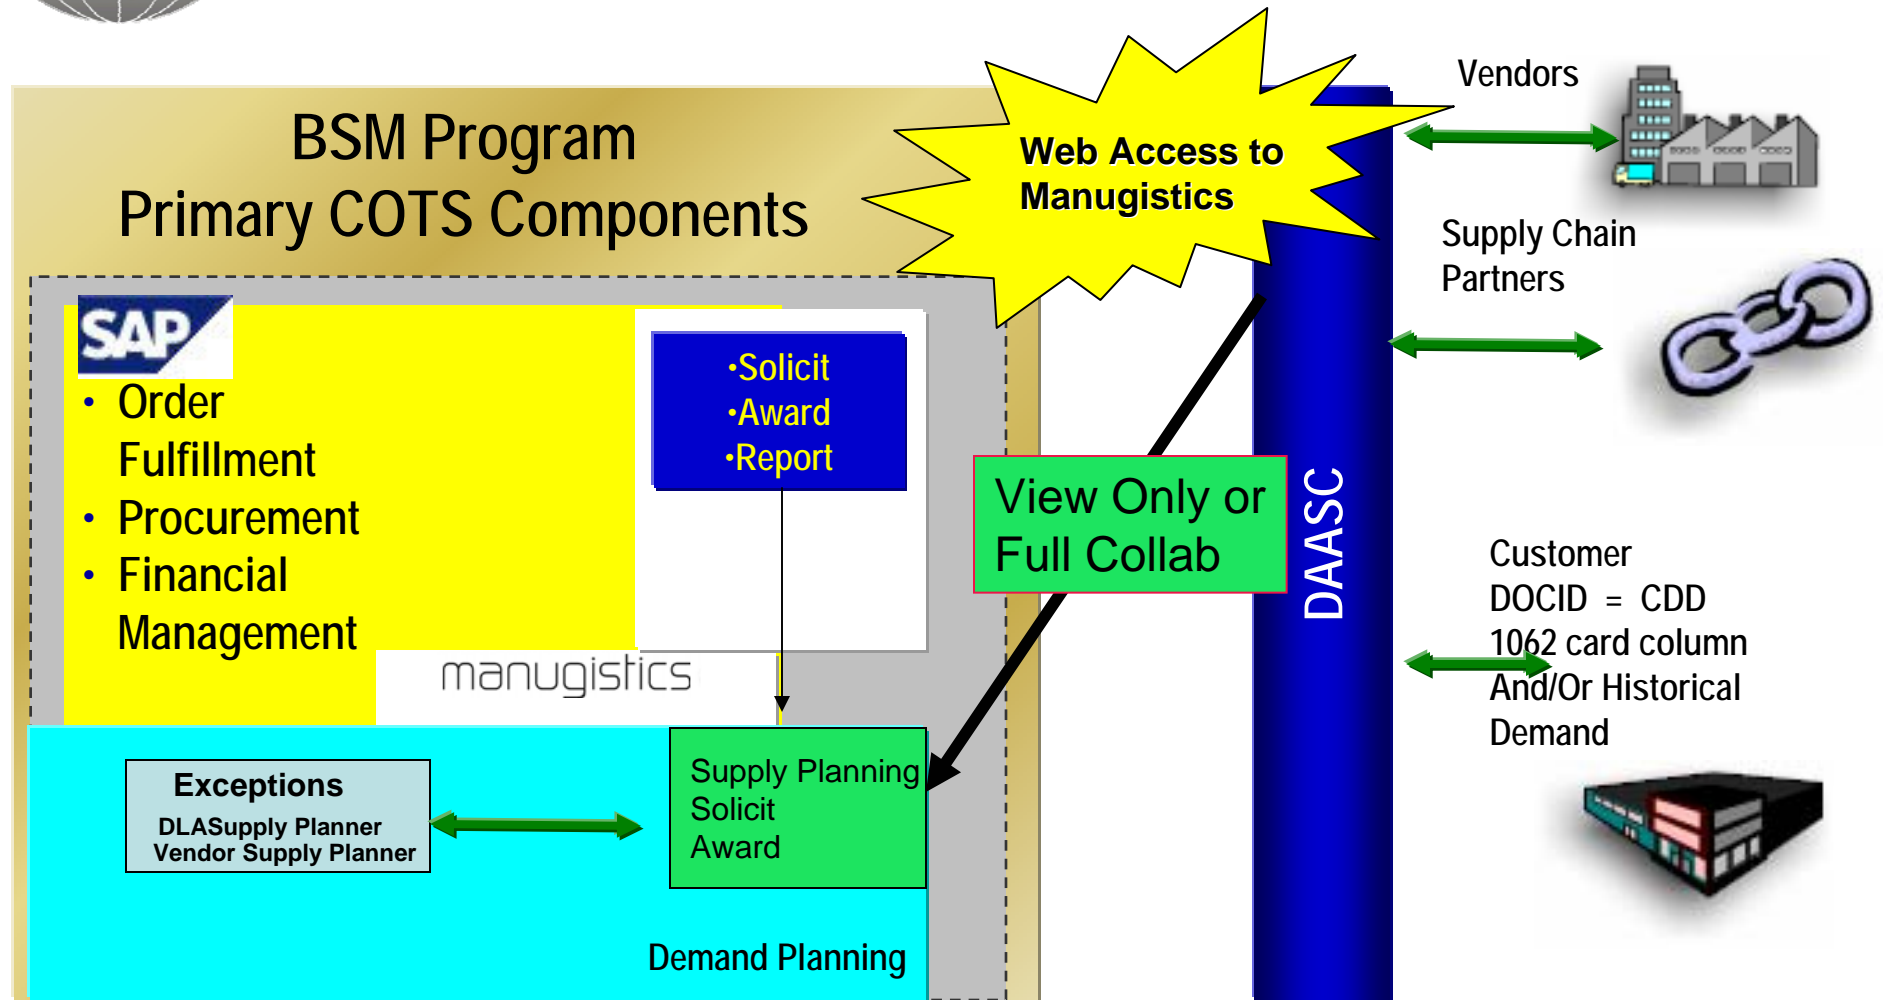 BSM Program
Primary COTS Components
Web Access to
Manugistics
SAP
• Order
Fulfillment
• Procurement
• Financial
Management
•Solicit
•Award
•Report
manugistics
View Only or
Full Collab
Exceptions
DLASupply Planner
Vendor Supply Planner
Supply Planning
Solicit
Award
Demand Planning
DAASC
Vendors
Supply Chain
Partners
Customer
DOCID = CDD
1062 card column
And/Or Historical
Demand